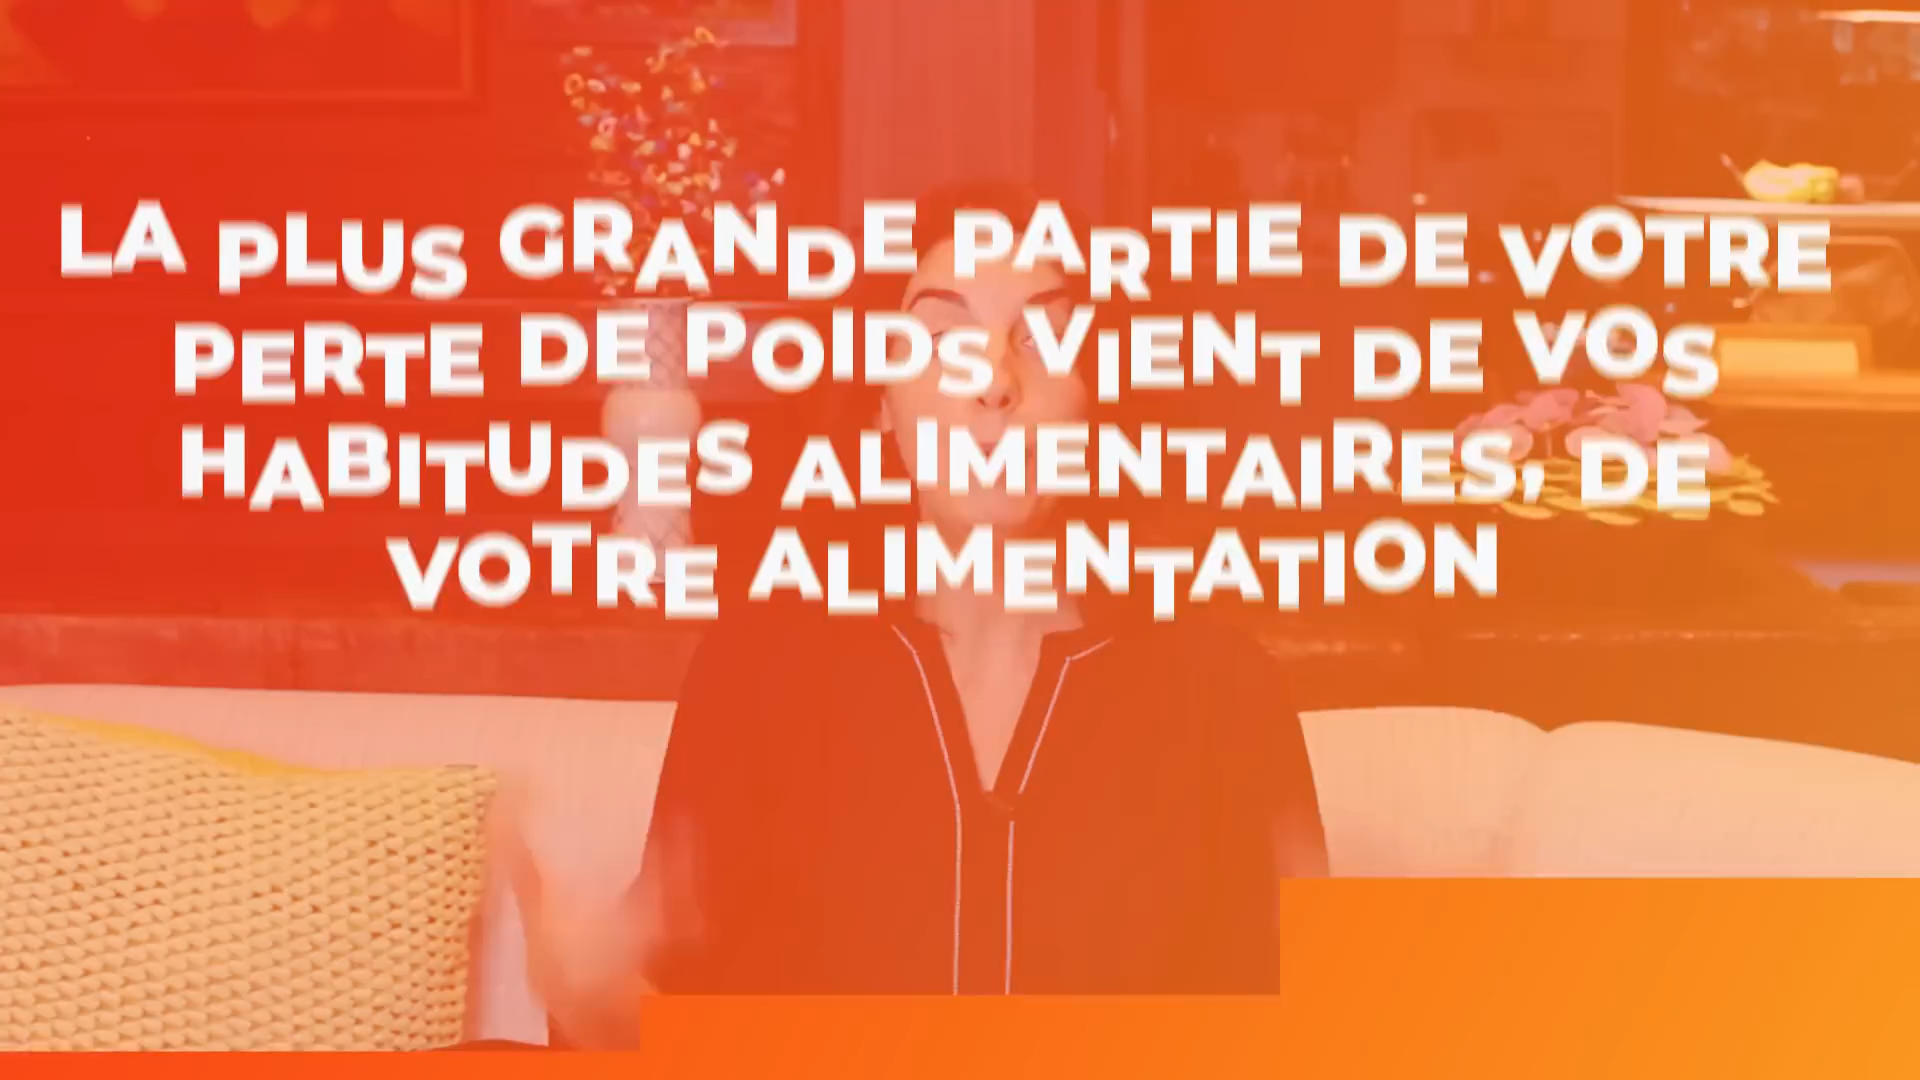 LA PLUS GRANDE PARTIE DE VOTRE
PERTE DE POIDS VIENT DE VOS
HABITUDES ALIMENTAIRES, DE
VOTRE ALIMENTATION